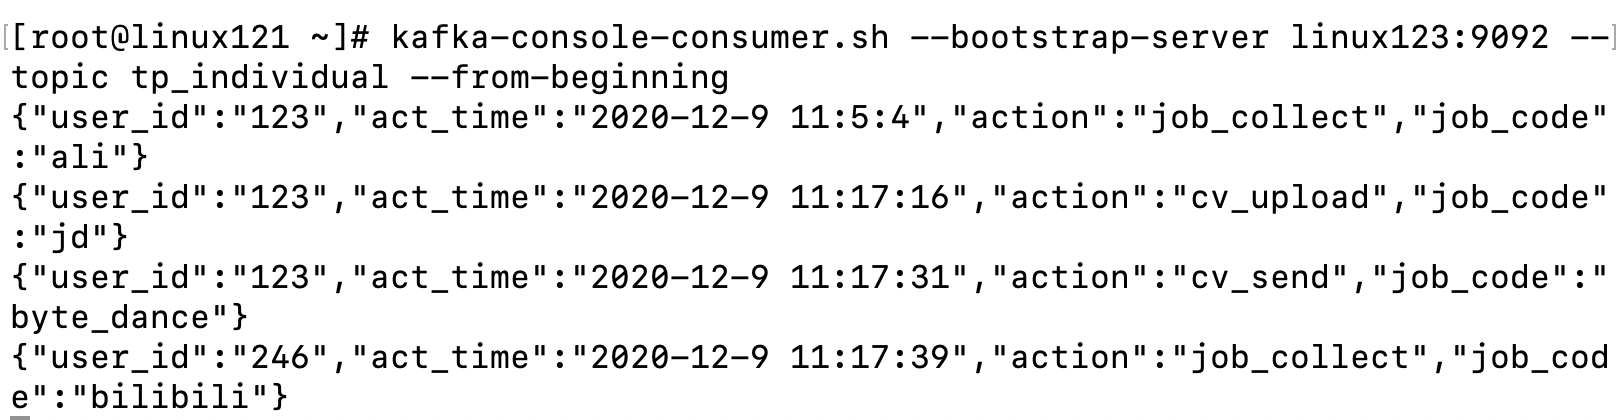 [root@linux121 ~]# kafka-console-consumer.sh --bootstrap-server linux123:9092 --
topic tp_individual --from-beginning
{"user_id":"123","act_time":"2020-12-9 11:5:4","action":"job_collect","job_code"
:"ali"}
{"user_id":"123","act_time":"2020-12-9 11:17:16","action":"cv_upload","job_code"
:"jd"}
{"user_id":"123","act_time":"2020-12-9 11:17:31","action":"cv_send","job_code":"
byte_dance"}
{"user_id":"246","act_time":"2020-12-9 11:17:39","action":"job_collect","job_cod
e":"bilibili"}